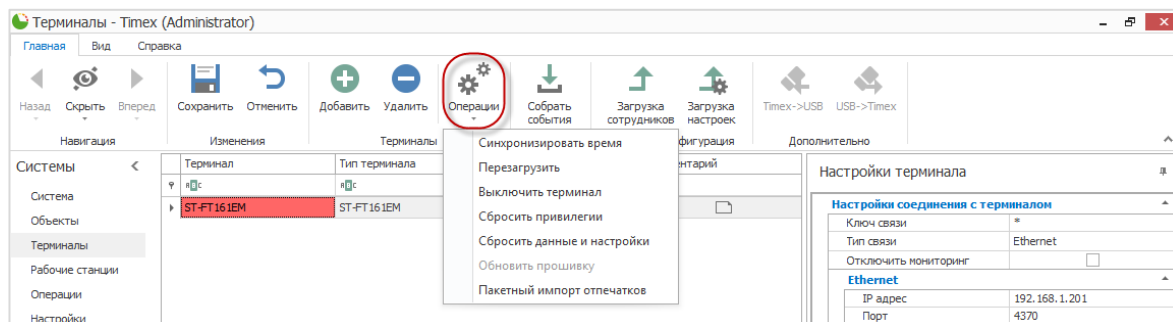 Терминалы - Timex (Administrator)
Главная Вид Справка
Назад Скрыть Вперед Сохранить Отменить Добавить Удалить Операции Собрать события Загрузка сотрудников Загрузка настроек Timex->USB USB->Timex
Навигация Изменения Терминалы фигурация Дополнительно
Синхронизировать время
Перезагрузить
Выключить терминал
Сбросить привилегии
Сбросить данные и настройки
Обновить прошивку
Пакетный импорт отпечатков
Системы
Система
Объекты
Терминалы
Рабочие станции
Операции
Настройки
Терминал Тип терминала нтарий
ABC ABC
ST-FT161EM ST-FT161EM
Настройки терминала
Настройки соединения с терминалом
Ключ связи *
Тип связи Ethernet
Отключить мониторинг
Ethernet
IP адрес 192.168.1.201
Порт 4370